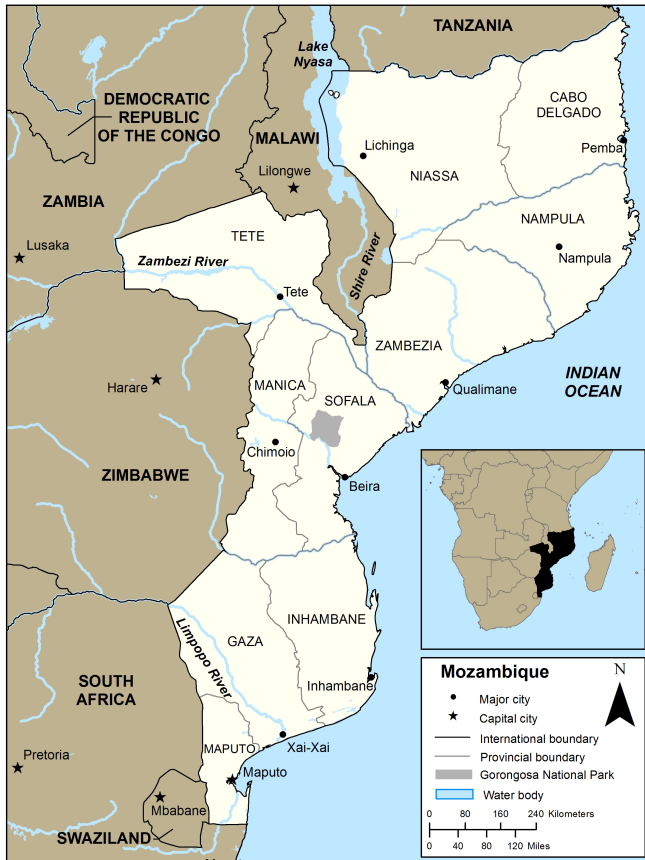 TANZANIA
Lake
Nyasa
DEMOCRATIC
REPUBLIC
OF THE CONGO
CABO
DELGADO
MALAWI
Lichinga
Pemba
Lilongwe
NIASSA
ZAMBIA
NAMPULA
TETE
Lusaka
Nampula
Zambezi River
Shire River
Tete
ZAMBEZIA
INDIAN
OCEAN
Harare
MANICA
SOFALA
Qualimane
Chimoio
ZIMBABWE
Beira
INHAMBANE
GAZA
Limpopo River
SOUTH
AFRICA
Inhambane
MAPUTO
Xai-Xai
Pretoria
Maputo
Mbabane
SWAZILAND
Mozambique
N
Major city
Capital city
International boundary
Provincial boundary
Gorongosa National Park
Water body
0 80 160 240 Kilometers
0 40 80 120 Miles